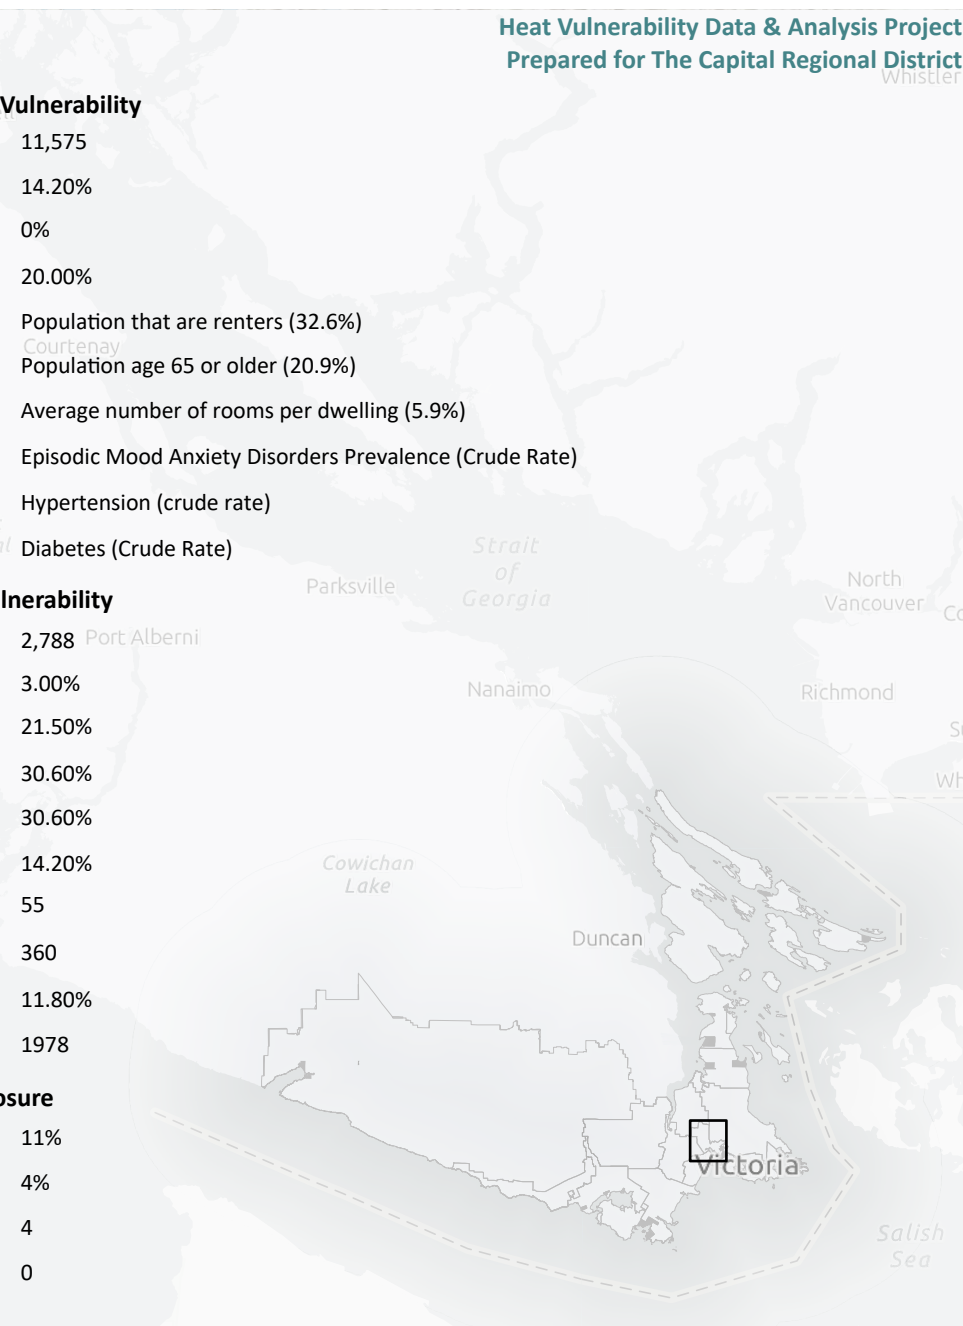 Heat Vulnerability Data & Analysis Project
Prepared for The Capital Regional District
Whistler
Vulnerability
11,575
14.20%
0%
20.00%
Population that are renters (32.6%)
Courtenay
Population age 65 or older (20.9%)
Average number of rooms per dwelling (5.9%)
Episodic Mood Anxiety Disorders Prevalence (Crude Rate)
Hypertension (crude rate)
Diabetes (Crude Rate)
Strait
of
Georgia
Parksville
North
Vancouver
lnerability
2,788
Port Alberni
3.00%
Nanaimo
Richmond
21.50%
30.60%
30.60%
14.20%
Cowichan
Lake
55
Duncan
360
11.80%
1978
osure
11%
Victoria
4%
4
Salish
Sea
0